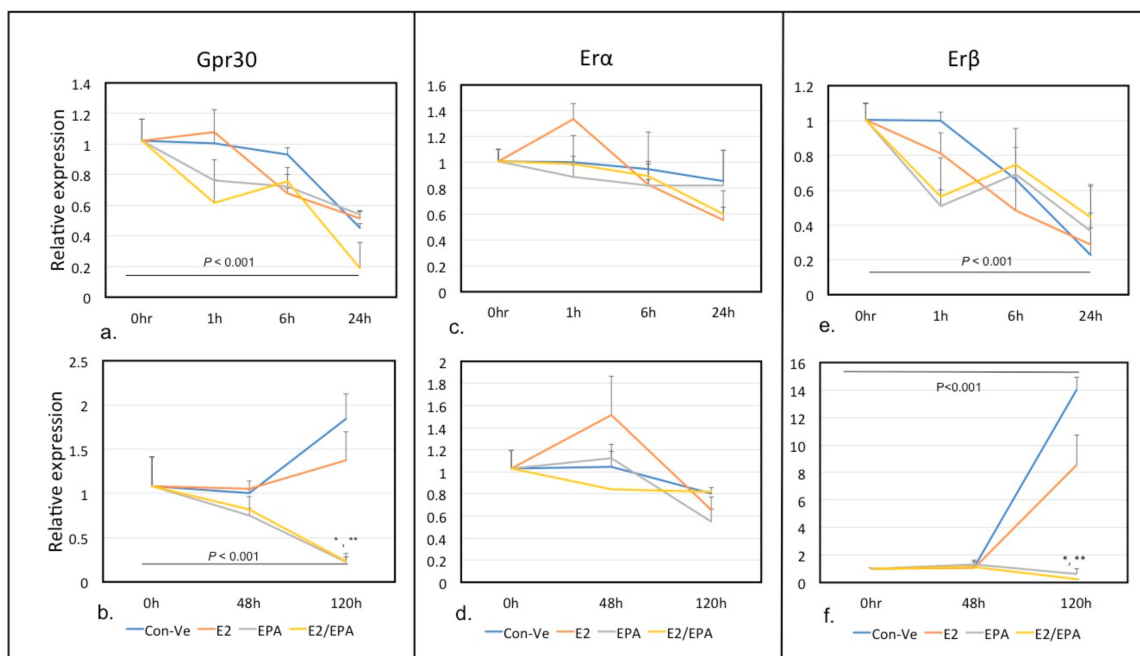 Gpr30
Relative expression
1.4
1.2
1
0.8
0.6
0.4
0.2
0
P < 0.001
0hr 1h 6h 24h
a.
Relative expression
2.5
2
1.5
1
0.5
0
*, **
P < 0.001
0h 48h 120h
b.
Con-Ve E2 EPA E2/EPA
Erα
1.6
1.4
1.2
1
0.8
0.6
0.4
0.2
0
0hr 1h 6h 24h
c.
2
1.8
1.6
1.4
1.2
1
0.8
0.6
0.4
0.2
0
0h 48h 120h
d.
Con-Ve E2 EPA E2/EPA
Erβ
1.2
1
0.8
0.6
0.4
0.2
0
P < 0.001
0hr 1h 6h 24h
e.
16
14
12
10
8
6
4
2
0
P<0.001
*, **
0hr 48h 120h
f.
Con-Ve E2 EPA E2/EPA